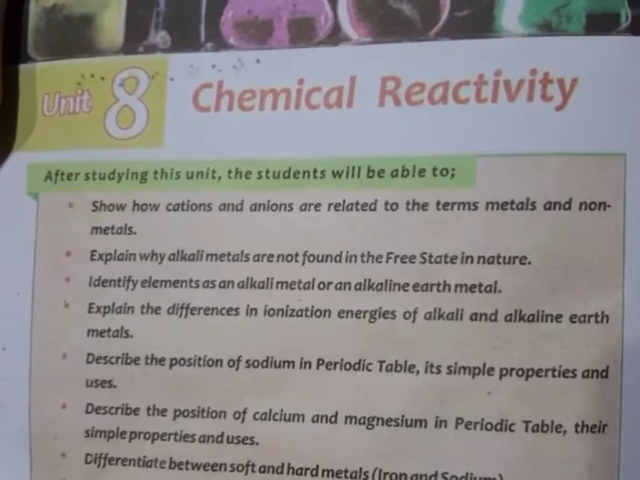 Unit 8 Chemical Reactivity
After studying this unit, the students will be able to;
Show how cations and anions are related to the terms metals and non-
metals.
Explain why alkali metals are not found in the Free State in nature.
Identify elements as an alkali metal or an alkaline earth metal.
Explain the differences in ionization energies of alkali and alkaline earth
metals.
Describe the position of sodium in Periodic Table, its simple properties and
uses.
Describe the position of calcium and magnesium in Periodic Table, their
simple properties and uses.
Differentiate between soft and hard metals (Iron and Sodium)